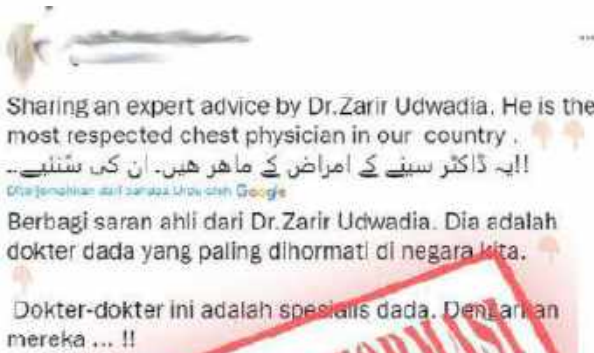 Sharing an expert advice by Dr.Zarir Udwadia. He is the
most respected chest physician in our country .
!!یہ ڈاکٹر سینے کے امراض کے ماھر ھیں۔ ان کی سُنئیے۔۔
Diterjemahkan dari bahasa Urdu oleh Google
Berbagi saran ahli dari Dr.Zarir Udwadia. Dia adalah
dokter dada yang paling dihormati di negara kita.
Dokter-dokter ini adalah spesialis dada. Dengarkan
mereka ... !!